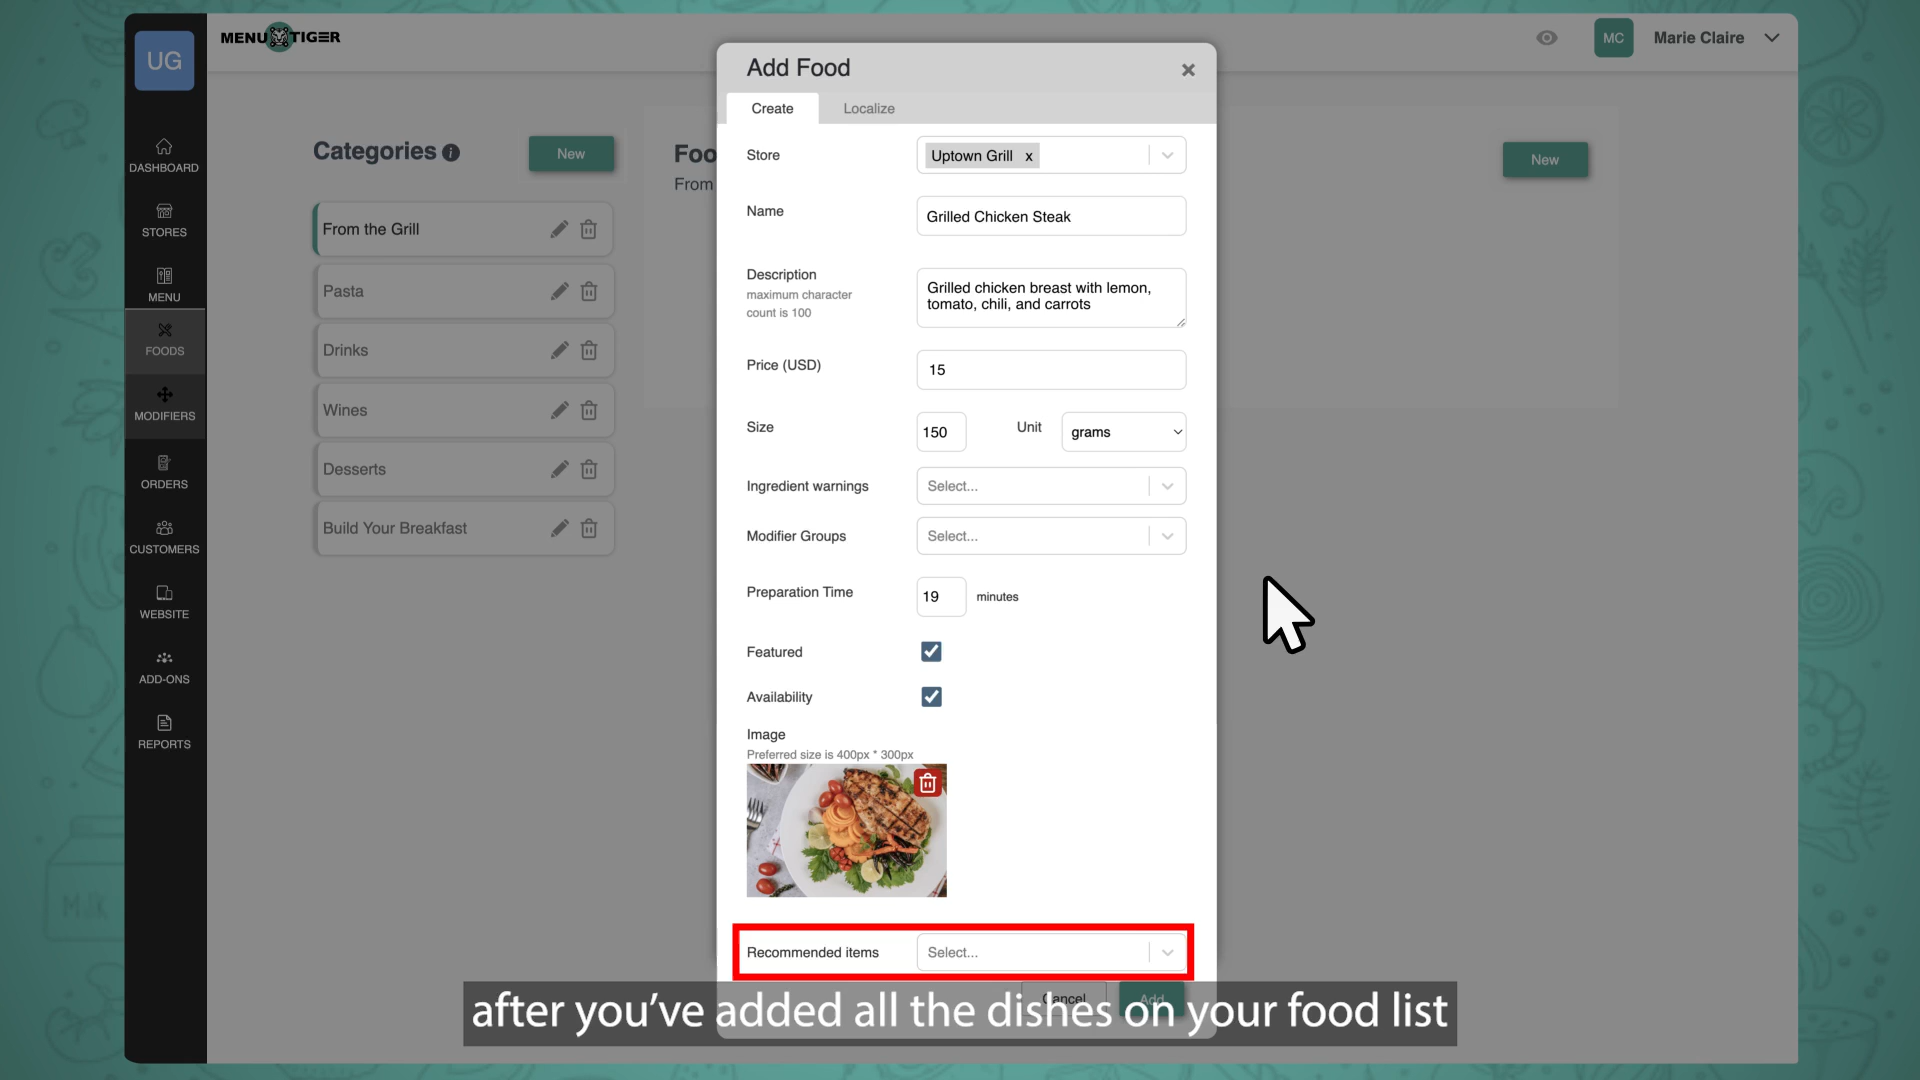 UG
MENU TIGER
MC
Marie Claire
DASHBOARD
STORES
MENU
FOODS
MODIFIERS
ORDERS
CUSTOMERS
WEBSITE
ADD-ONS
REPORTS
Categories
New
From the Grill
Pasta
Drinks
Wines
Desserts
Build Your Breakfast
Foo
From
New
Add Food
Create
Localize
Store
Uptown Grill x
Name
Grilled Chicken Steak
Description
maximum character
count is 100
Grilled chicken breast with lemon,
tomato, chili, and carrots
Price (USD)
15
Size
150
Unit
grams
Ingredient warnings
Select...
Modifier Groups
Select...
Preparation Time
19
minutes
Featured
Availability
Image
Preferred size is 400px * 300px
Recommended items
Select...
Cancel
Add
after you've added all the dishes on your food list
Milk